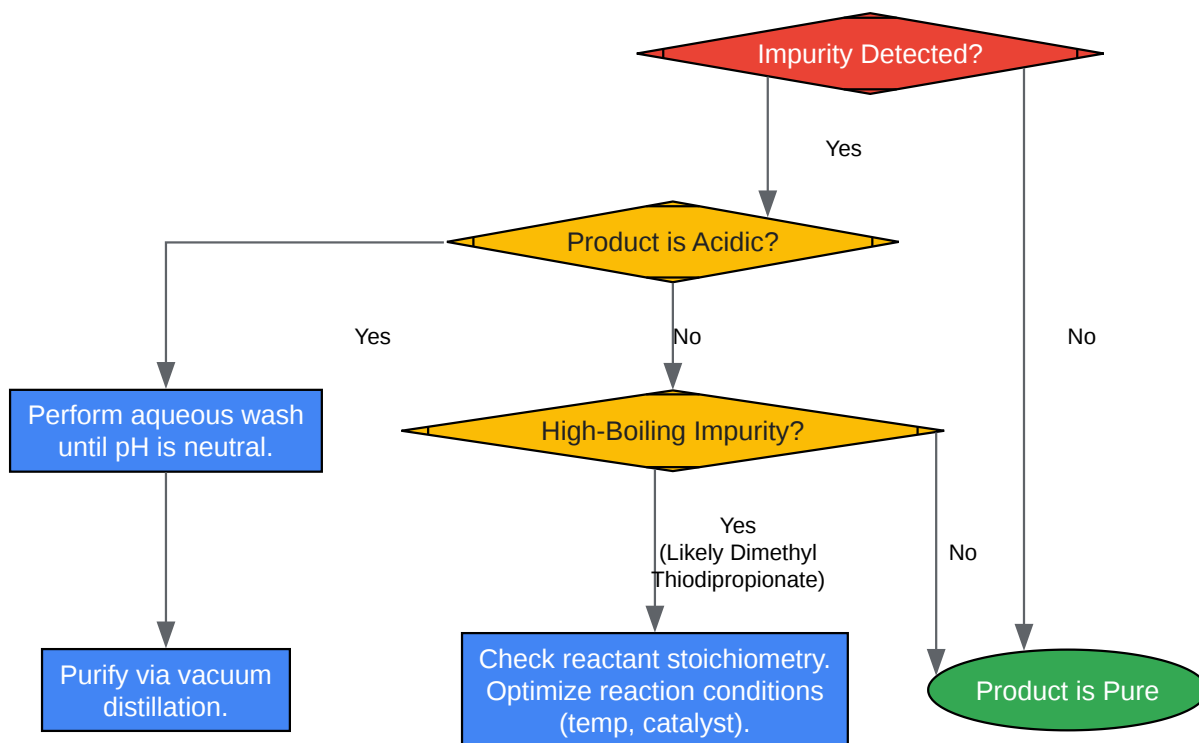 Impurity Detected?
Yes
Product is Acidic?
Yes
No
No
Perform aqueous wash
until pH is neutral.
High-Boiling Impurity?
Yes
(Likely Dimethyl
Thiodipropionate)
No
Purify via vacuum
distillation.
Check reactant stoichiometry.
Optimize reaction conditions
(temp, catalyst).
Product is Pure